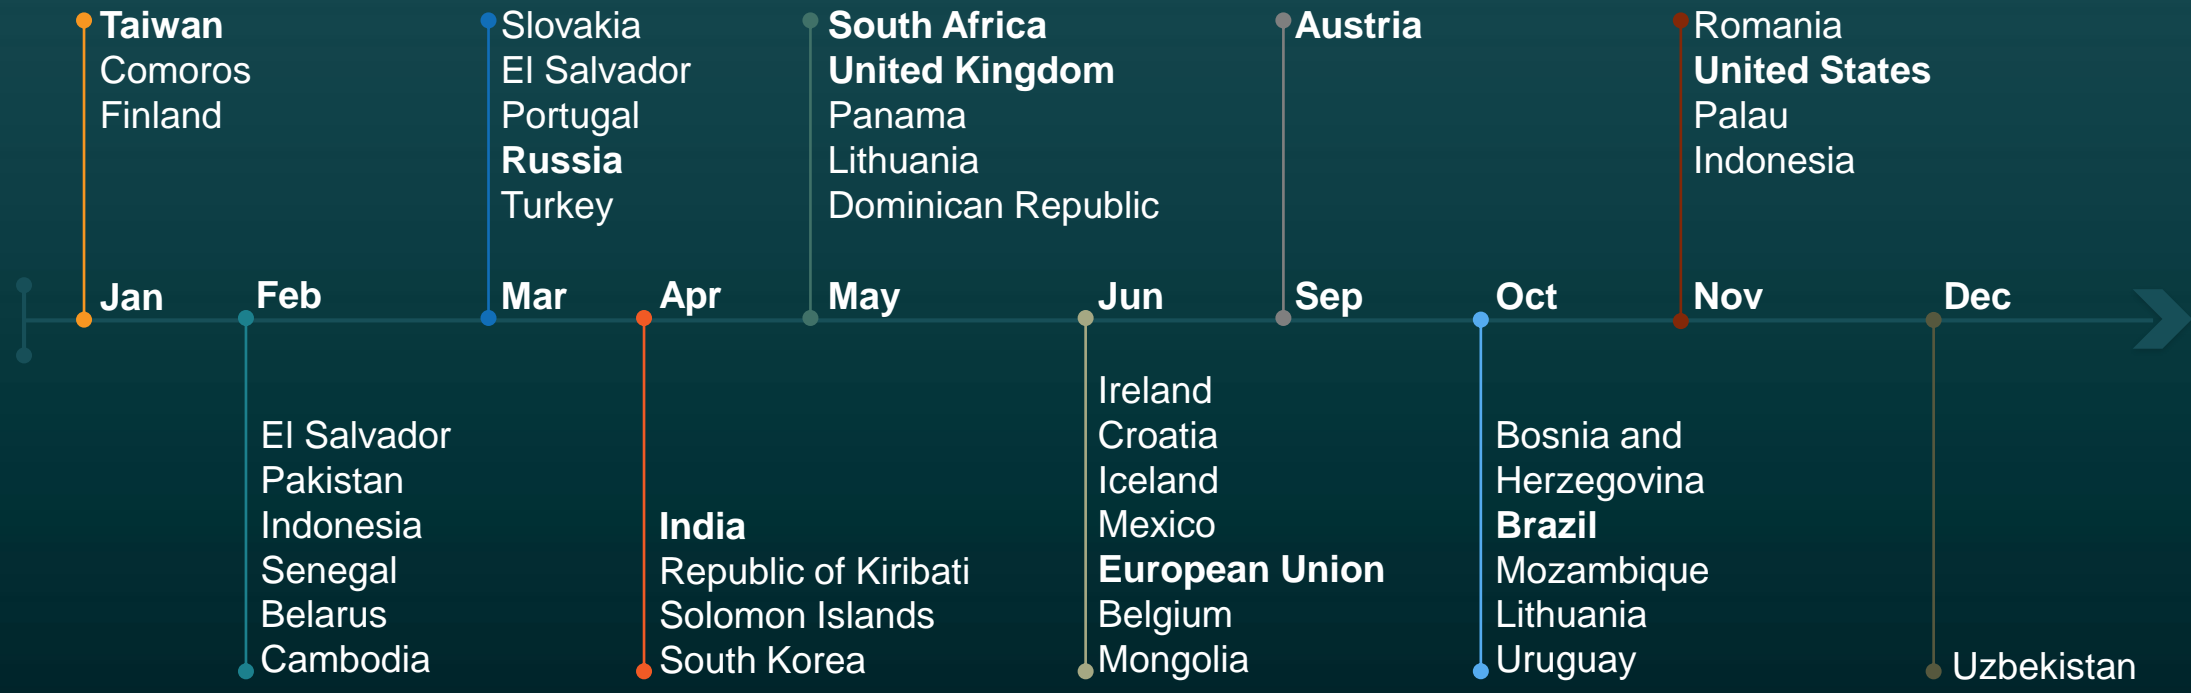 Taiwan
Comoros
Finland
Slovakia
El Salvador
Portugal
Russia
Turkey
South Africa
United Kingdom
Panama
Lithuania
Dominican Republic
Austria
Romania
United States
Palau
Indonesia
Jan
Feb
Mar
Apr
May
Jun
Sep
Oct
Nov
Dec
El Salvador
Pakistan
Indonesia
Senegal
Belarus
Cambodia
India
Republic of Kiribati
Solomon Islands
South Korea
Ireland
Croatia
Iceland
Mexico
European Union
Belgium
Mongolia
Bosnia and
Herzegovina
Brazil
Mozambique
Lithuania
Uruguay
Uzbekistan